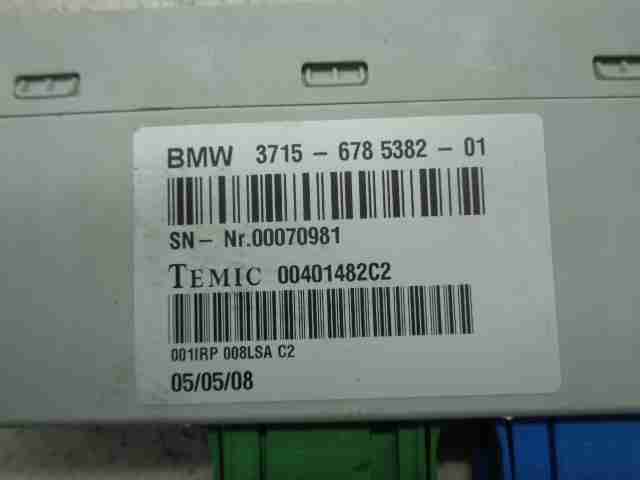 BMW 3715 - 678 5382 - 01
SN- Nr.00070981
TEMIC 00401482C2
001IRP 008LSA C2
05/05/08